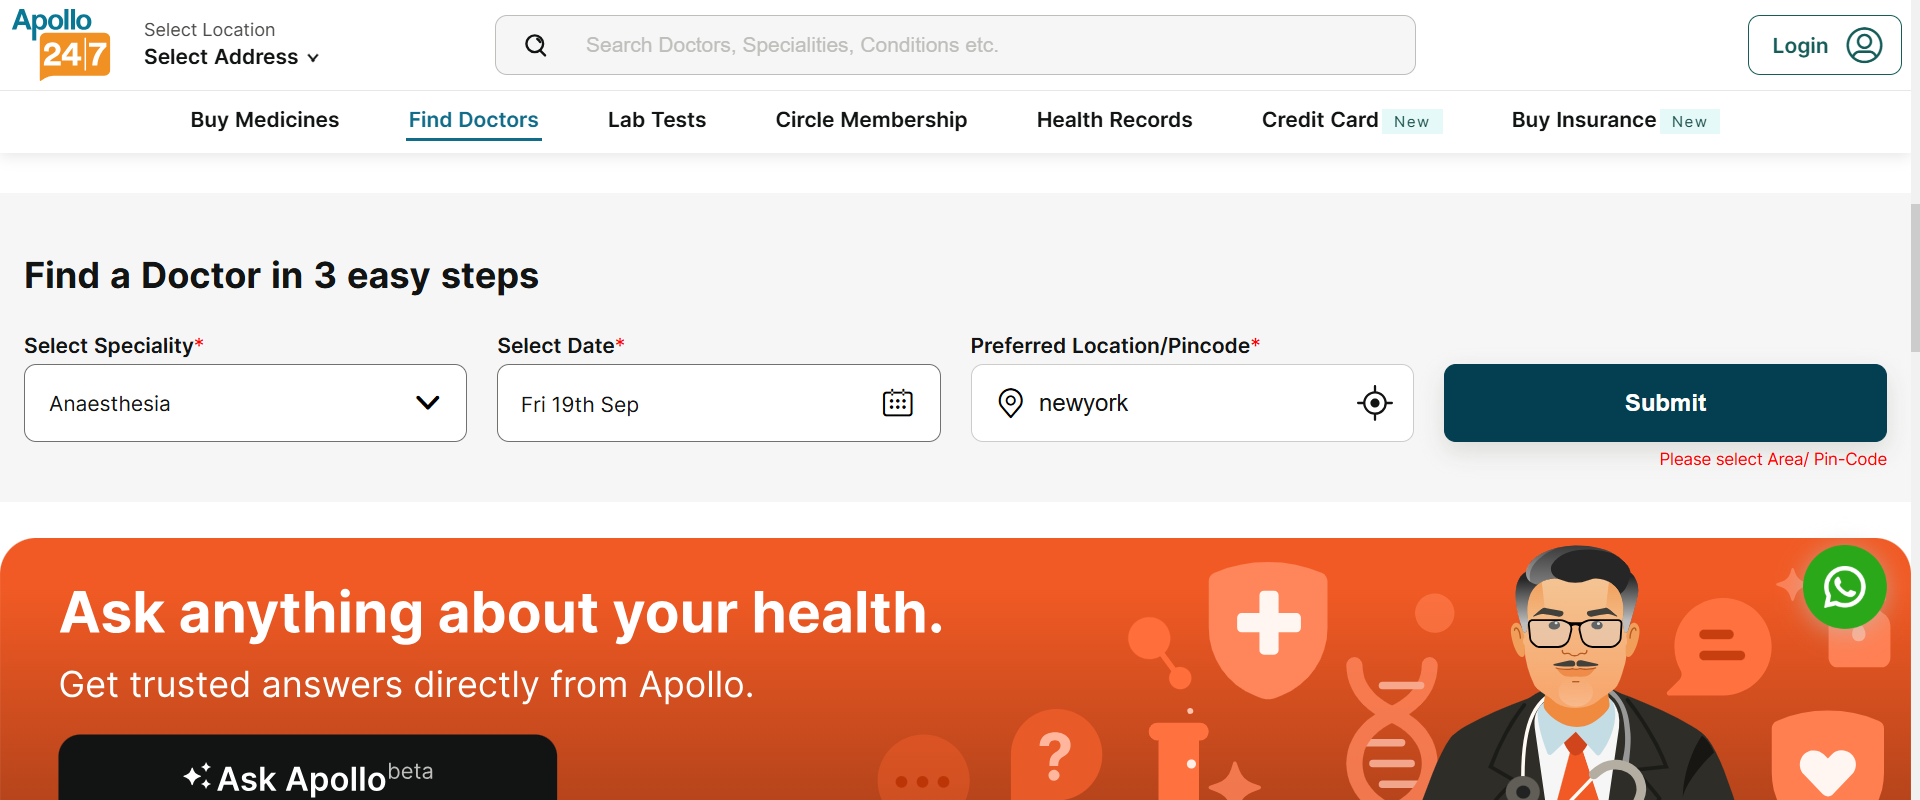 Apollo
24|7
Select Location
Select Address
Search Doctors, Specialities, Conditions etc.
Login
Buy Medicines
Find Doctors
Lab Tests
Circle Membership
Health Records
Credit Card New
Buy Insurance New
Find a Doctor in 3 easy steps
Select Speciality*
Anaesthesia
Select Date*
Fri 19th Sep
Preferred Location/Pincode*
newyork
Submit
Please select Area/ Pin-Code
Ask anything about your health.
Get trusted answers directly from Apollo.
?
Ask Apollo beta